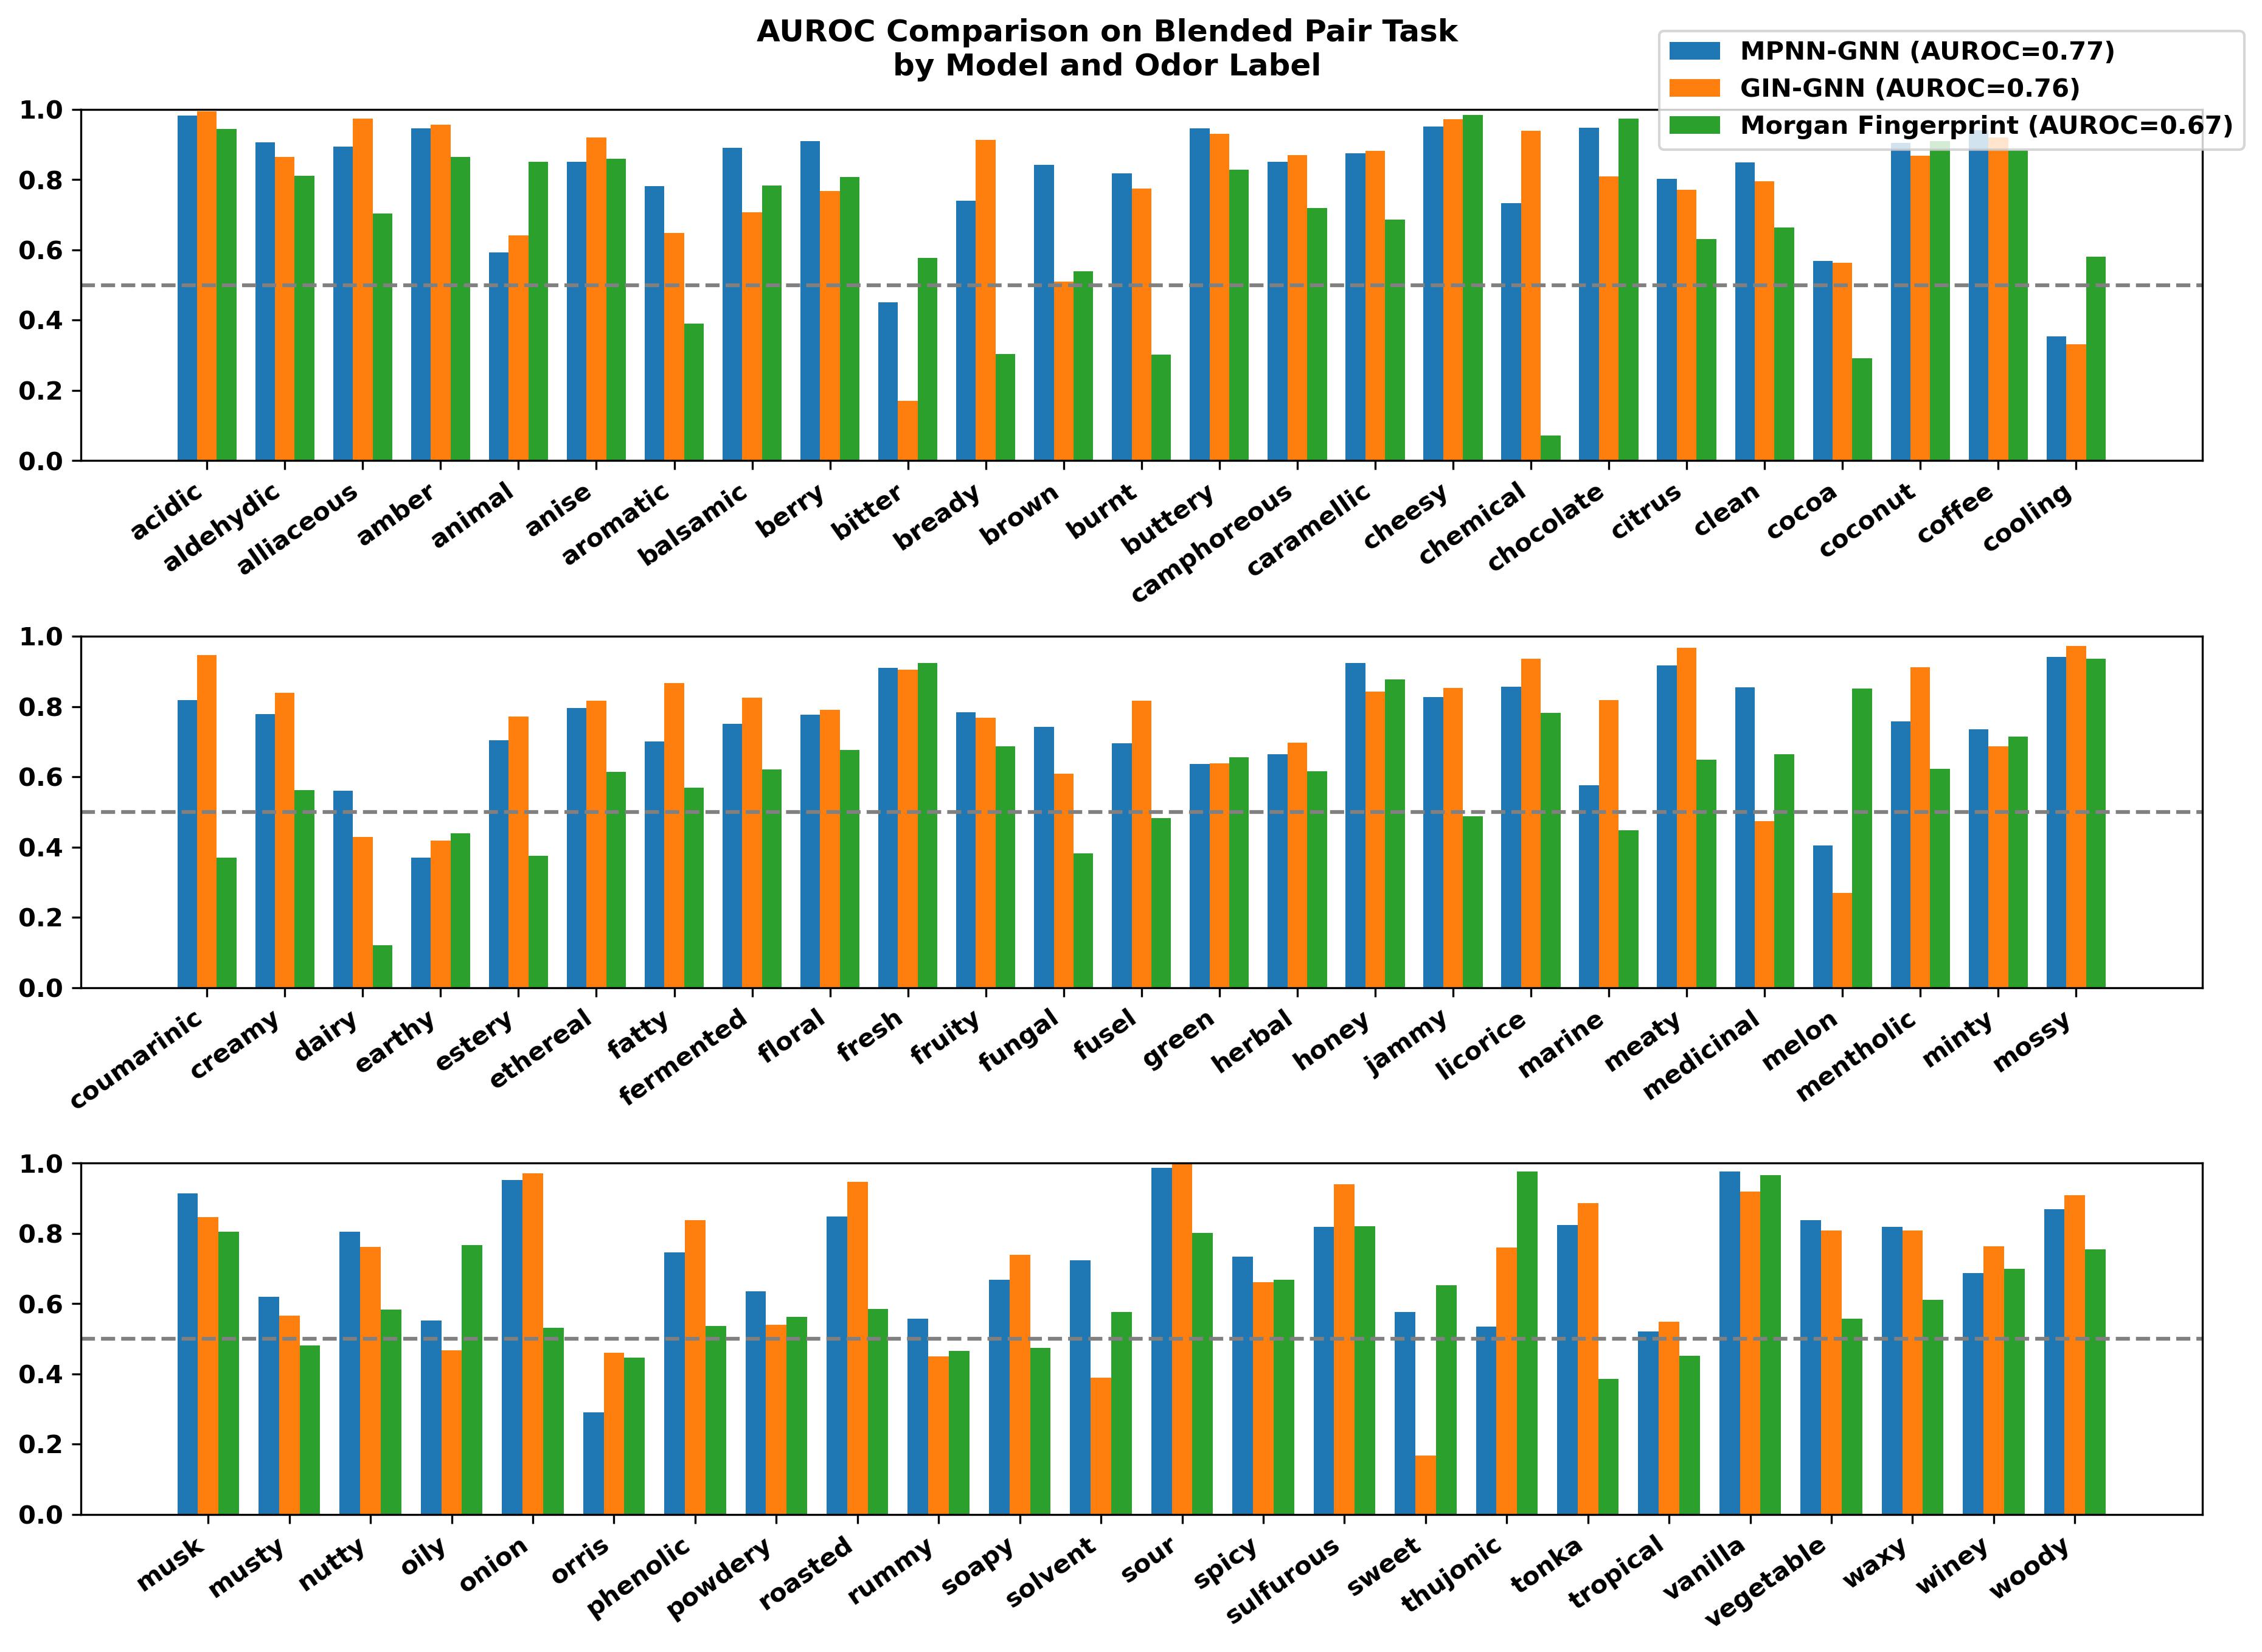 AUROC Comparison on Blended Pair Task
by Model and Odor Label
MPNN-GNN (AUROC=0.77)
GIN-GNN (AUROC=0.76)
Morgan Fingerprint (AUROC=0.67)
1.0
0.8
0.6
0.4
0.2
0.0
acidic
aldehydic
alliaceous
amber
animal
anise
aromatic
balsamic
berry
bitter
bready
brown
burnt
buttery
camphoreous
caramellic
cheesy
chemical
chocolate
citrus
clean
cocoa
coconut
coffee
cooling
1.0
0.8
0.6
0.4
0.2
0.0
coumarinic
creamy
dairy
earthy
estery
ethereal
fatty
fermented
floral
fresh
fruity
fungal
fusel
green
herbal
honey
jammy
licorice
marine
meaty
medicinal
melon
mentholic
minty
mossy
1.0
0.8
0.6
0.4
0.2
0.0
musk
musty
nutty
oily
onion
orris
phenolic
powdery
roasted
rummy
soapy
solvent
sour
spicy
sulfurous
sweet
thujonic
tonka
tropical
vanilla
vegetable
waxy
winey
woody